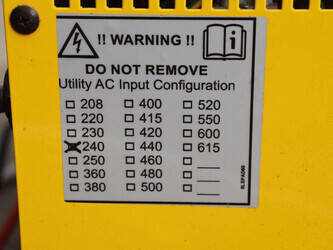 !! WARNING !!
DO NOT REMOVE
Utility AC Input Configuration
208 400 520
220 415 550
230 420 600
240 440 615
250 460
360 480
380 500